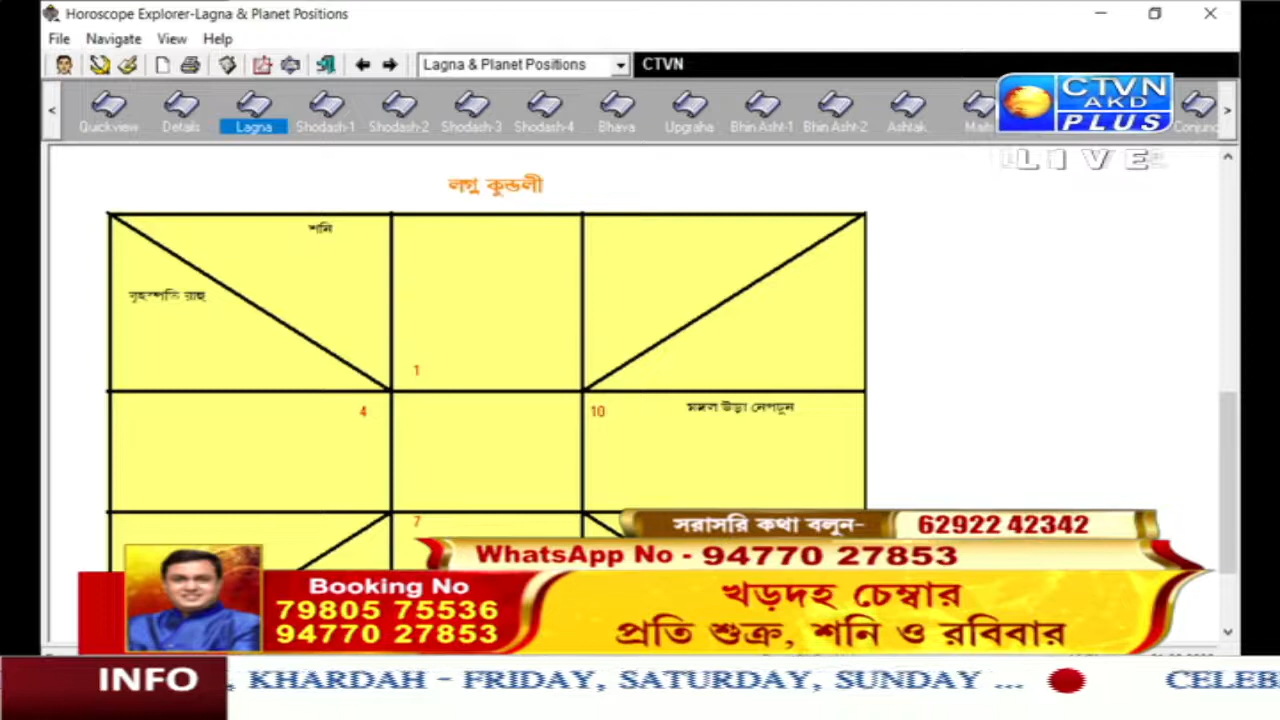 Horoscope Explorer-Lagna & Planet Positions
File Navigate View Help
Lagna & Planet Positions
CTVN
Quickview Details Lagna Shodash-1 Shodash-2 Shodash-3 Shodash-4 Bhava Upgraha Bhin Asht-1 Bhin Asht-2 Ashtak
CTVN
AKD
PLUS
LIVE
লগ্ন কুন্ডলী
শনি
বৃহস্পতি রাহু
1
4
10
মঙ্গল উড়া নেপচুন
7
সরাসরি কথা বলুন-
62922 42342
WhatsApp No - 94770 27853
Booking No
79805 75536
94770 27853
খড়দহ চেম্বার
প্রতি শুক্র, শনি ও রবিবার
INFO
, KHARDAH - FRIDAY, SATURDAY, SUNDAY ...
CELEB